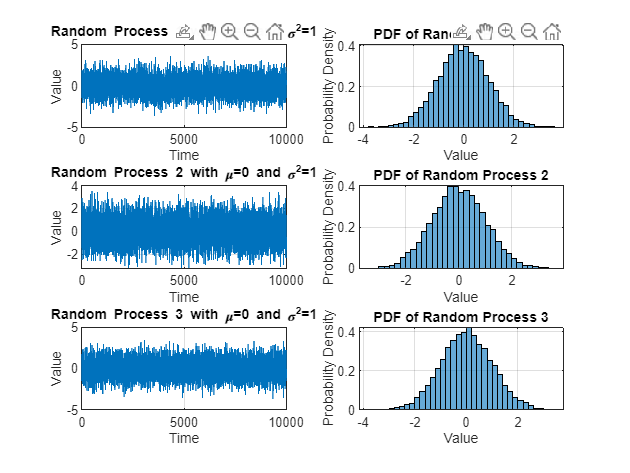 Random Process σ²=1
5
0
-5
Value
0 5000 10000
Time
PDF of Ran
0.4
0.2
0
Probability Density
-4 -2 0 2
Value
Random Process 2 with μ=0 and σ²=1
4
2
0
-2
Value
0 5000 10000
Time
PDF of Random Process 2
0.4
0.2
0
Probability Density
-2 0 2
Value
Random Process 3 with μ=0 and σ²=1
5
0
-5
Value
0 5000 10000
Time
PDF of Random Process 3
0.4
0.2
0
Probability Density
-4 -2 0 2
Value